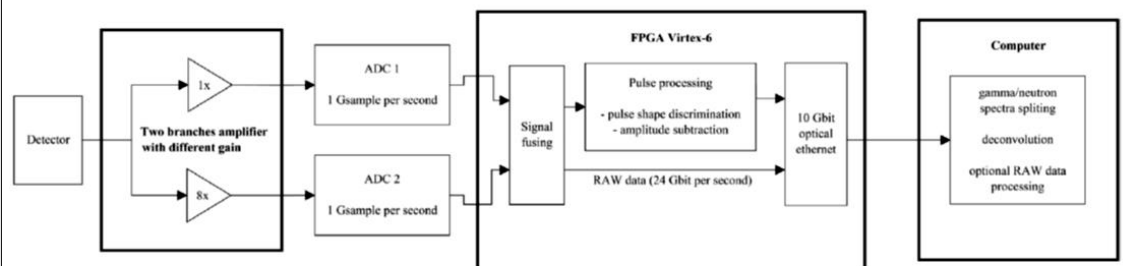 Detector
1x
Two branches amplifier
with different gain
8x
ADC 1
1 Gsample per second
ADC 2
1 Gsample per second
FPGA Virtex-6
Signal
fusing
Pulse processing
- pulse shape discrimination
- amplitude subtraction
RAW data (24 Gbit per second)
10 Gbit
optical
ethernet
Computer
gamma/neutron
spectra spliting
deconvolution
optional RAW data
processing